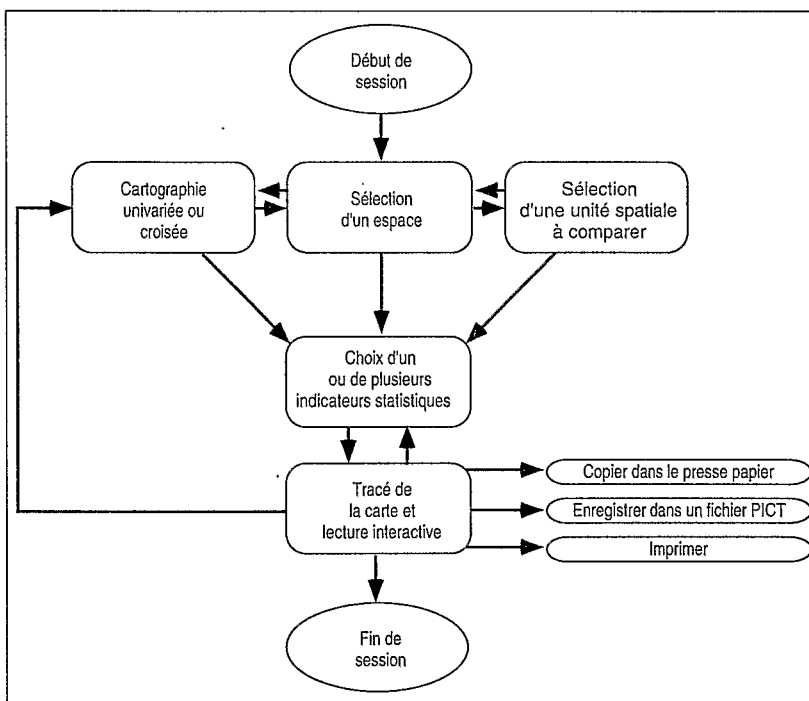 Début de
session
Cartographie
univariée ou
croisée
Sélection
d'un espace
Sélection
d'une unité spatiale
à comparer
Choix d'un
ou de plusieurs
indicateurs statistiques
Tracé de
la carte et
lecture interactive
Copier dans le presse papier
Enregistrer dans un fichier PICT
Imprimer
Fin de
session